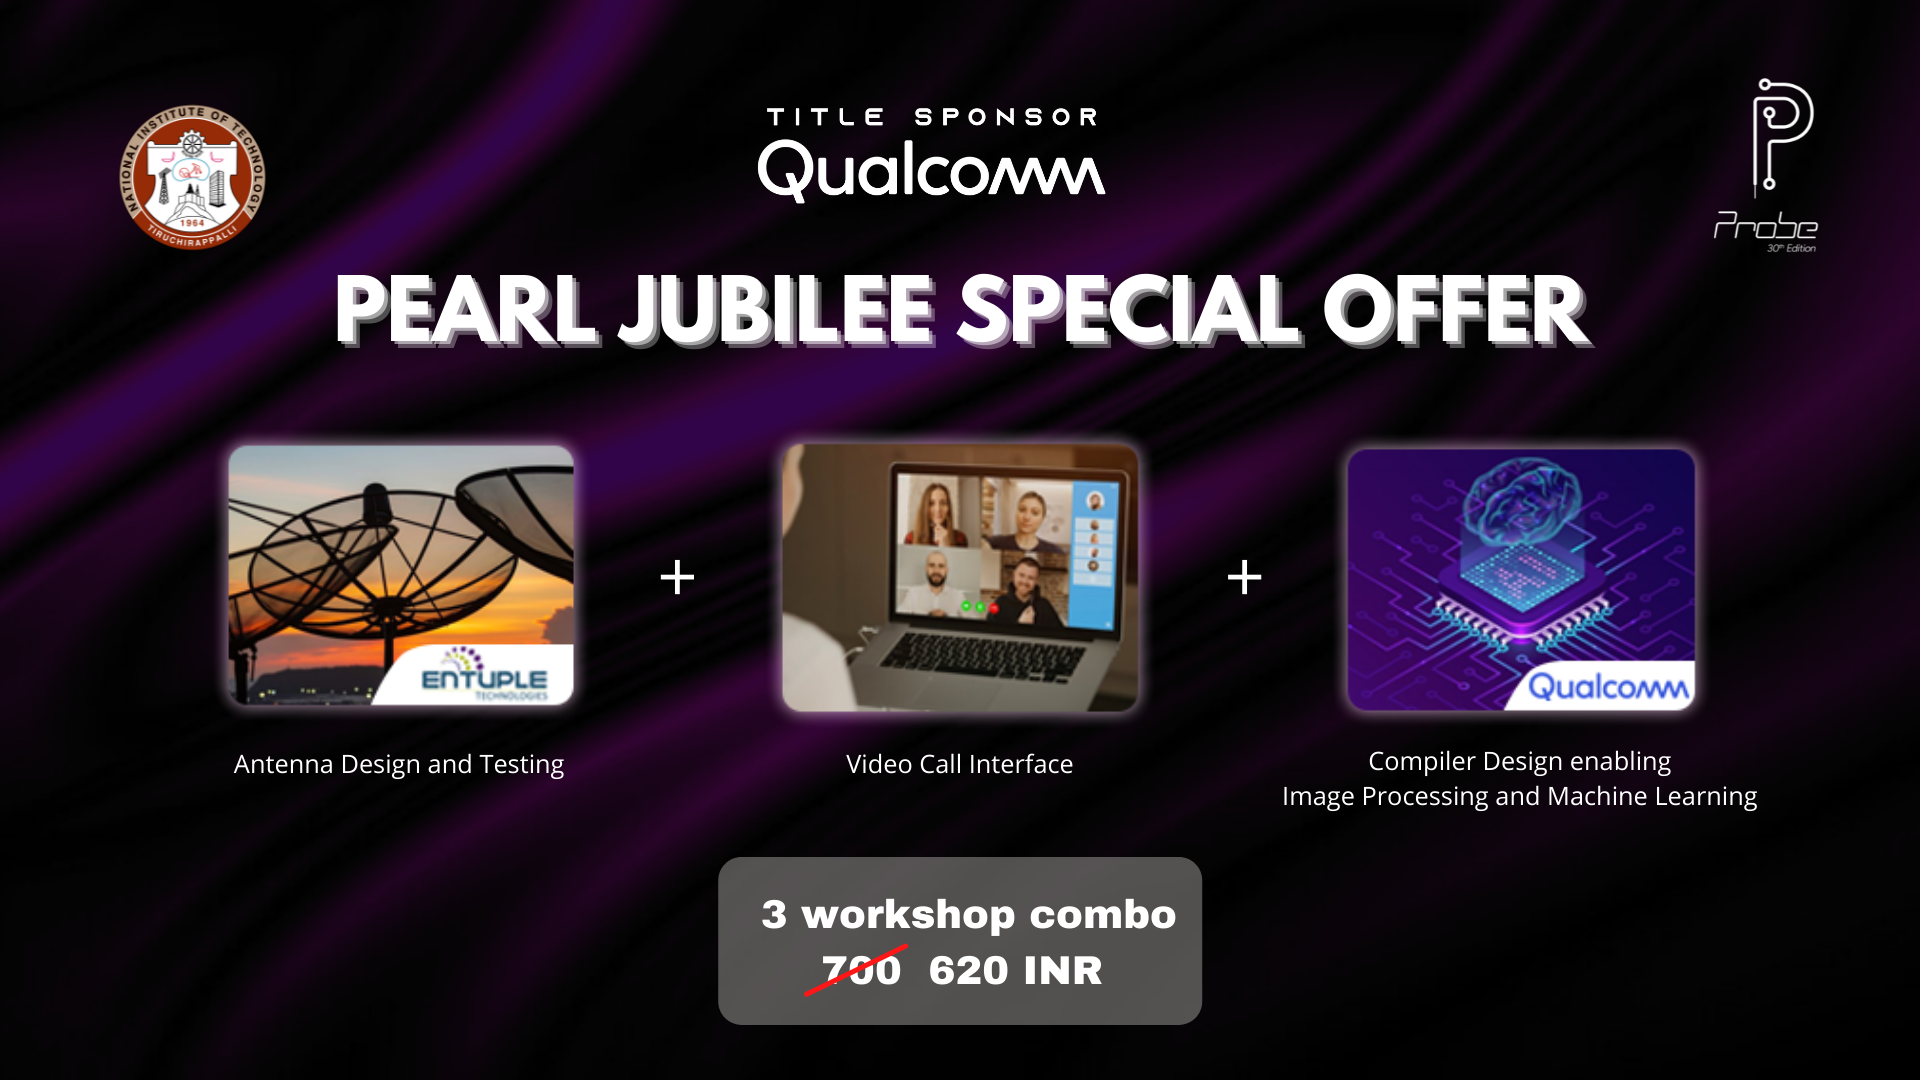 NATIONAL INSTITUTE OF TECHNOLOGY
1964
TIRUCHIRAPPALLI
TITLE SPONSOR
Qualcomm
Probe
30th Edition
PEARL JUBILEE SPECIAL OFFER
ENTUPLE
TECHNOLOGIES
+
+
Qualcomm
Antenna Design and Testing
Video Call Interface
Compiler Design enabling
Image Processing and Machine Learning
3 workshop combo
700 620 INR